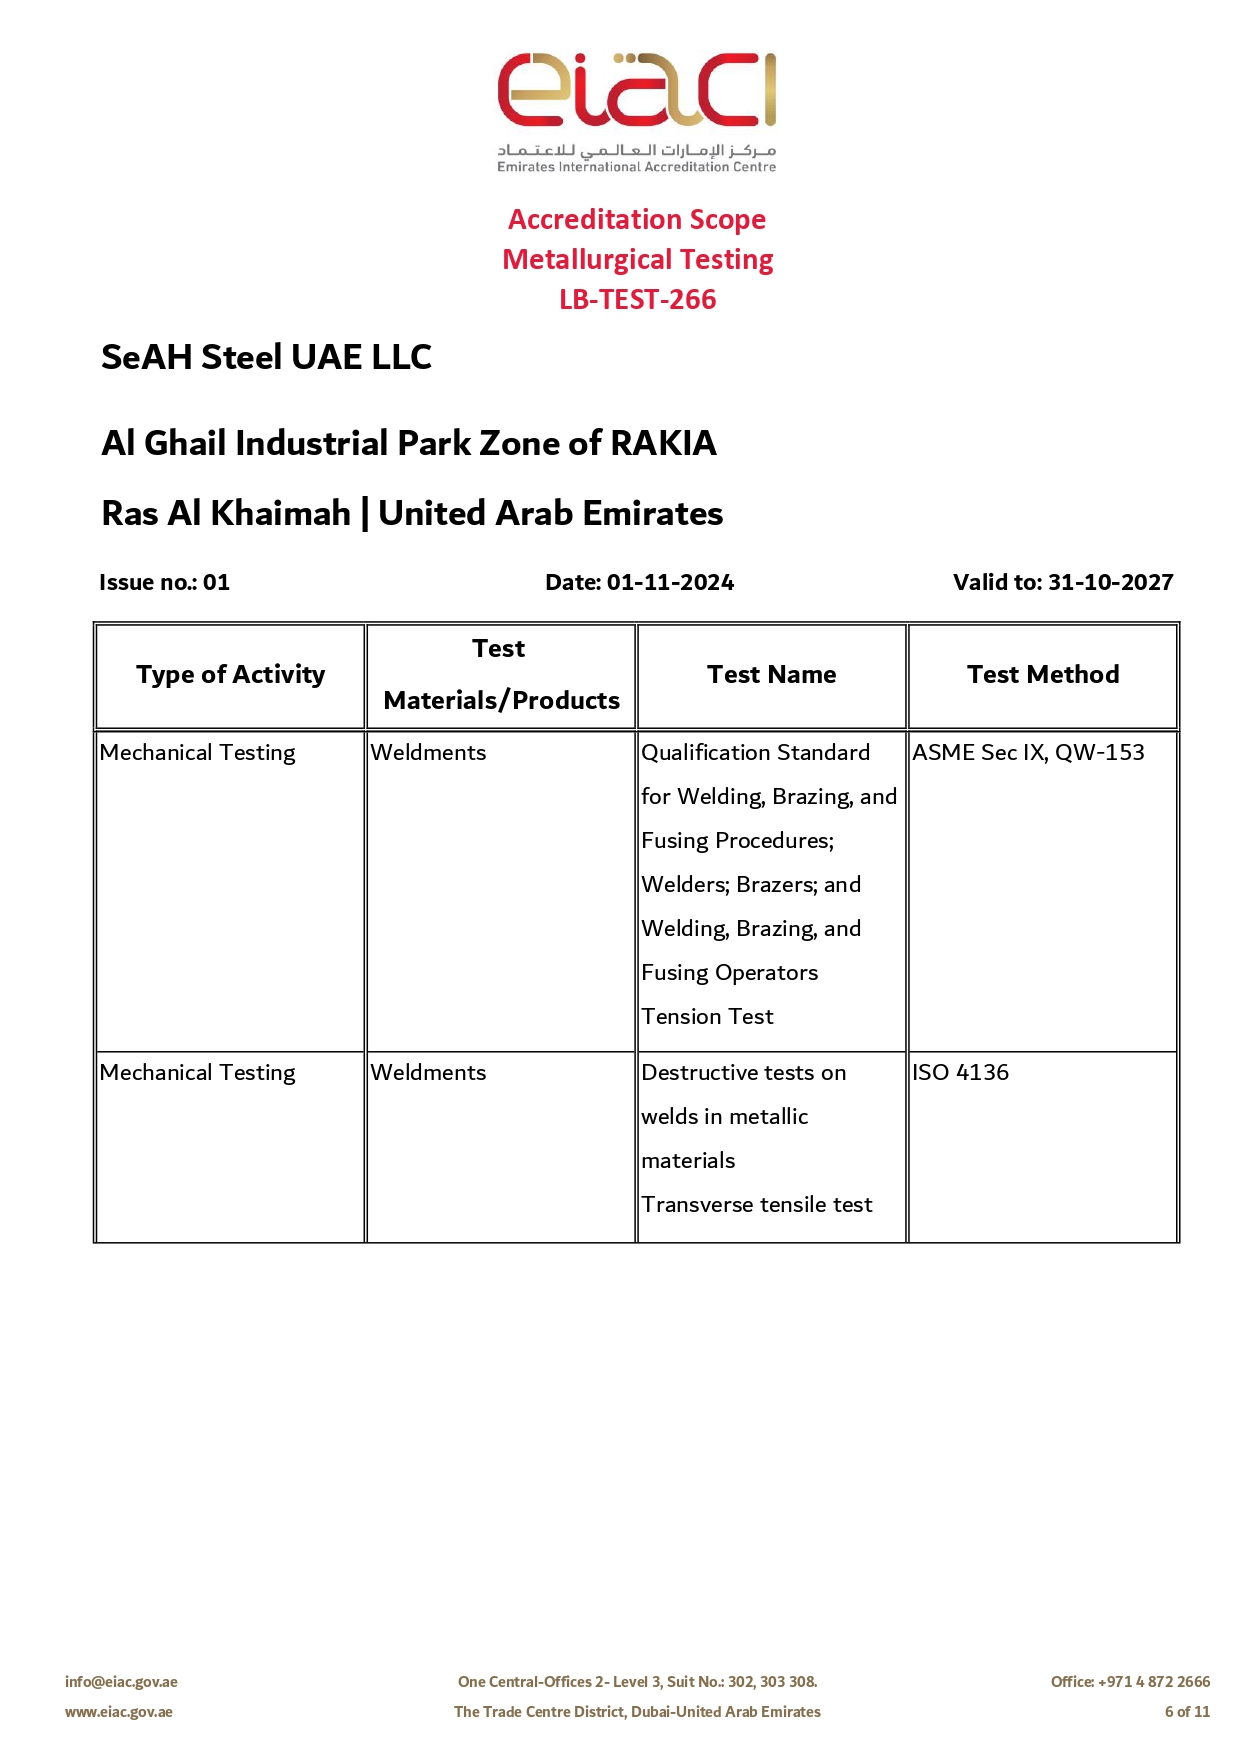 eiaci
مركز الإمارات العالمي للاعتماد
Emirates International Accreditation Centre
Accreditation Scope
Metallurgical Testing
LB-TEST-266
SeAH Steel UAE LLC
Al Ghail Industrial Park Zone of RAKIA
Ras Al Khaimah | United Arab Emirates
Issue no.: 01 Date: 01-11-2024 Valid to: 31-10-2027
Type of Activity
Test
Materials/Products
Test Name
Test Method
Mechanical Testing
Weldments
Qualification Standard
for Welding, Brazing, and
Fusing Procedures;
Welders; Brazers; and
Welding, Brazing, and
Fusing Operators
Tension Test
ASME Sec IX, QW-153
Mechanical Testing
Weldments
Destructive tests on
welds in metallic
materials
Transverse tensile test
ISO 4136
info@eiac.gov.ae One Central-Offices 2- Level 3, Suit No.: 302, 303 308. Office: +971 4 872 2666
www.eiac.gov.ae The Trade Centre District, Dubai-United Arab Emirates 6 of 11